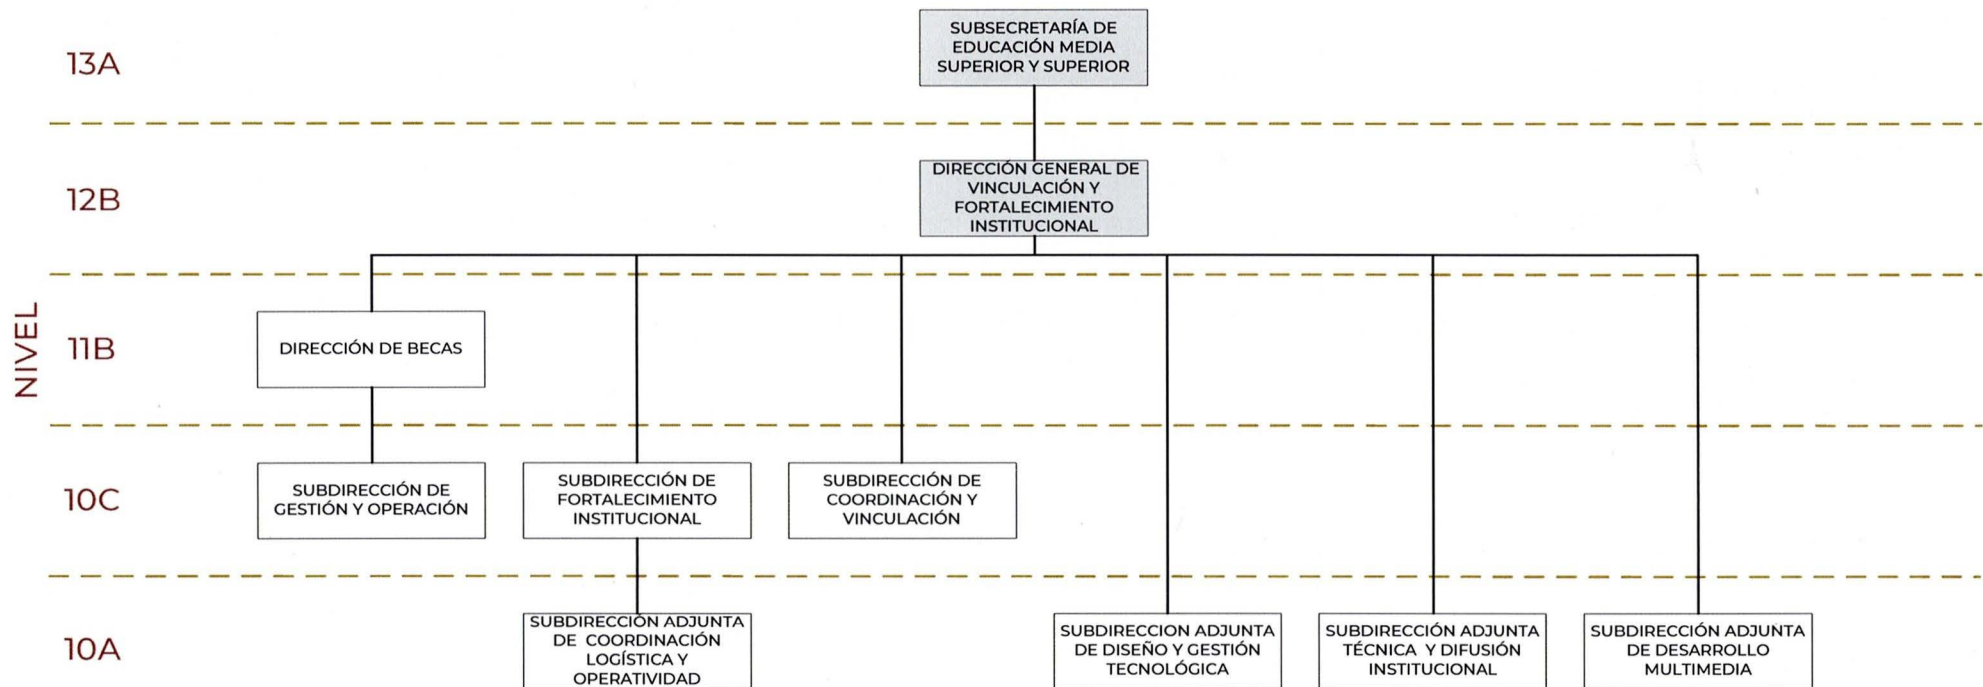 13A
SUBSECRETARÍA DE
EDUCACIÓN MEDIA
SUPERIOR Y SUPERIOR
12B
DIRECCIÓN GENERAL DE
VINCULACIÓN Y
FORTALECIMIENTO
INSTITUCIONAL
NIVEL
11B
DIRECCIÓN DE BECAS
10C
SUBDIRECCIÓN DE
GESTIÓN Y OPERACIÓN
SUBDIRECCIÓN DE
FORTALECIMIENTO
INSTITUCIONAL
SUBDIRECCIÓN DE
COORDINACIÓN Y
VINCULACIÓN
10A
SUBDIRECCIÓN ADJUNTA
DE COORDINACIÓN
LOGÍSTICA Y
OPERATIVIDAD
SUBDIRECCION ADJUNTA
DE DISEÑO Y GESTIÓN
TECNOLÓGICA
SUBDIRECCIÓN ADJUNTA
TÉCNICA Y DIFUSIÓN
INSTITUCIONAL
SUBDIRECCIÓN ADJUNTA
DE DESARROLLO
MULTIMEDIA